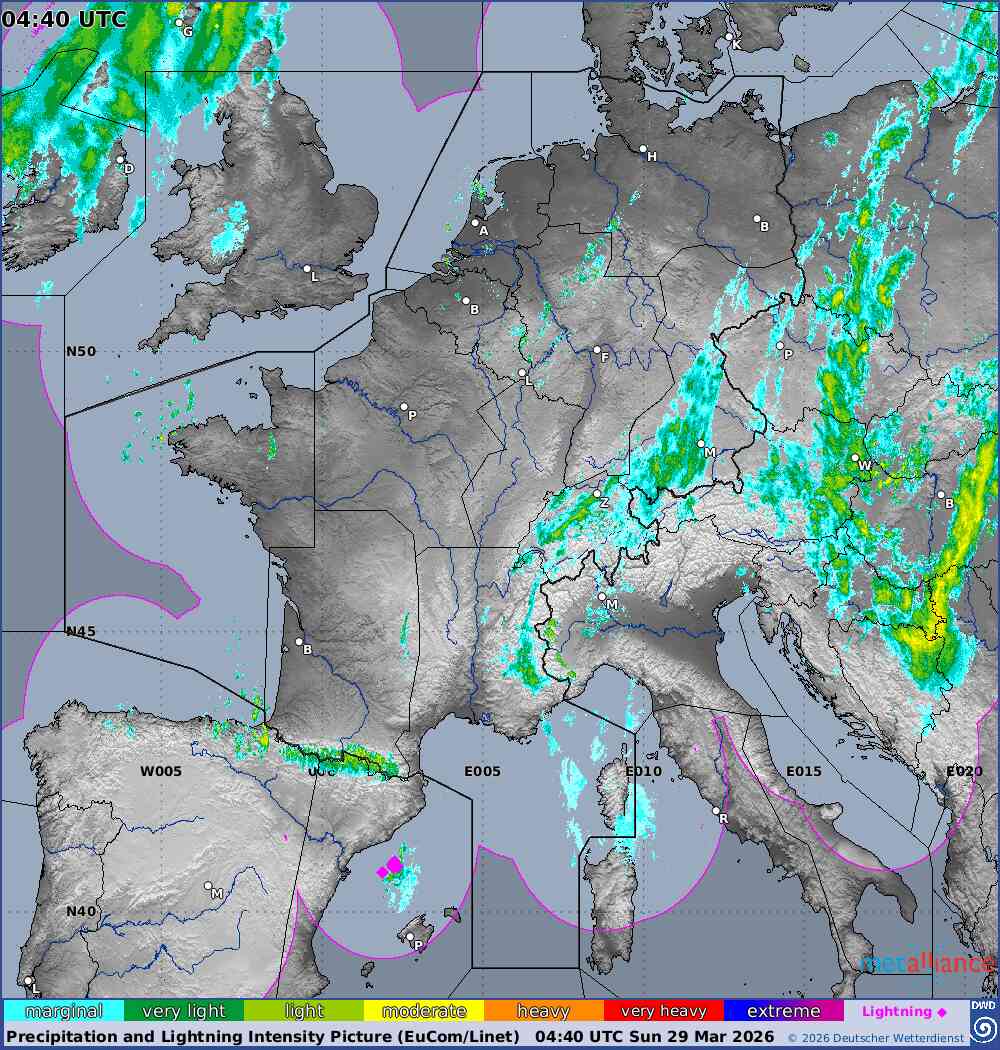 04:40 UTC
G
K
D
H
A
B
L
B
N50
P
F
L
P
M
W
Z
B
M
N45
B
W005
E005
E010
E015
E020
R
M
N40
P
L
metalliance
marginal very light light moderate heavy very heavy extreme Lightning ◆
DWD
Precipitation and Lightning Intensity Picture (EuCom/Linet) 04:40 UTC Sun 29 Mar 2026 © 2026 Deutscher Wetterdienst